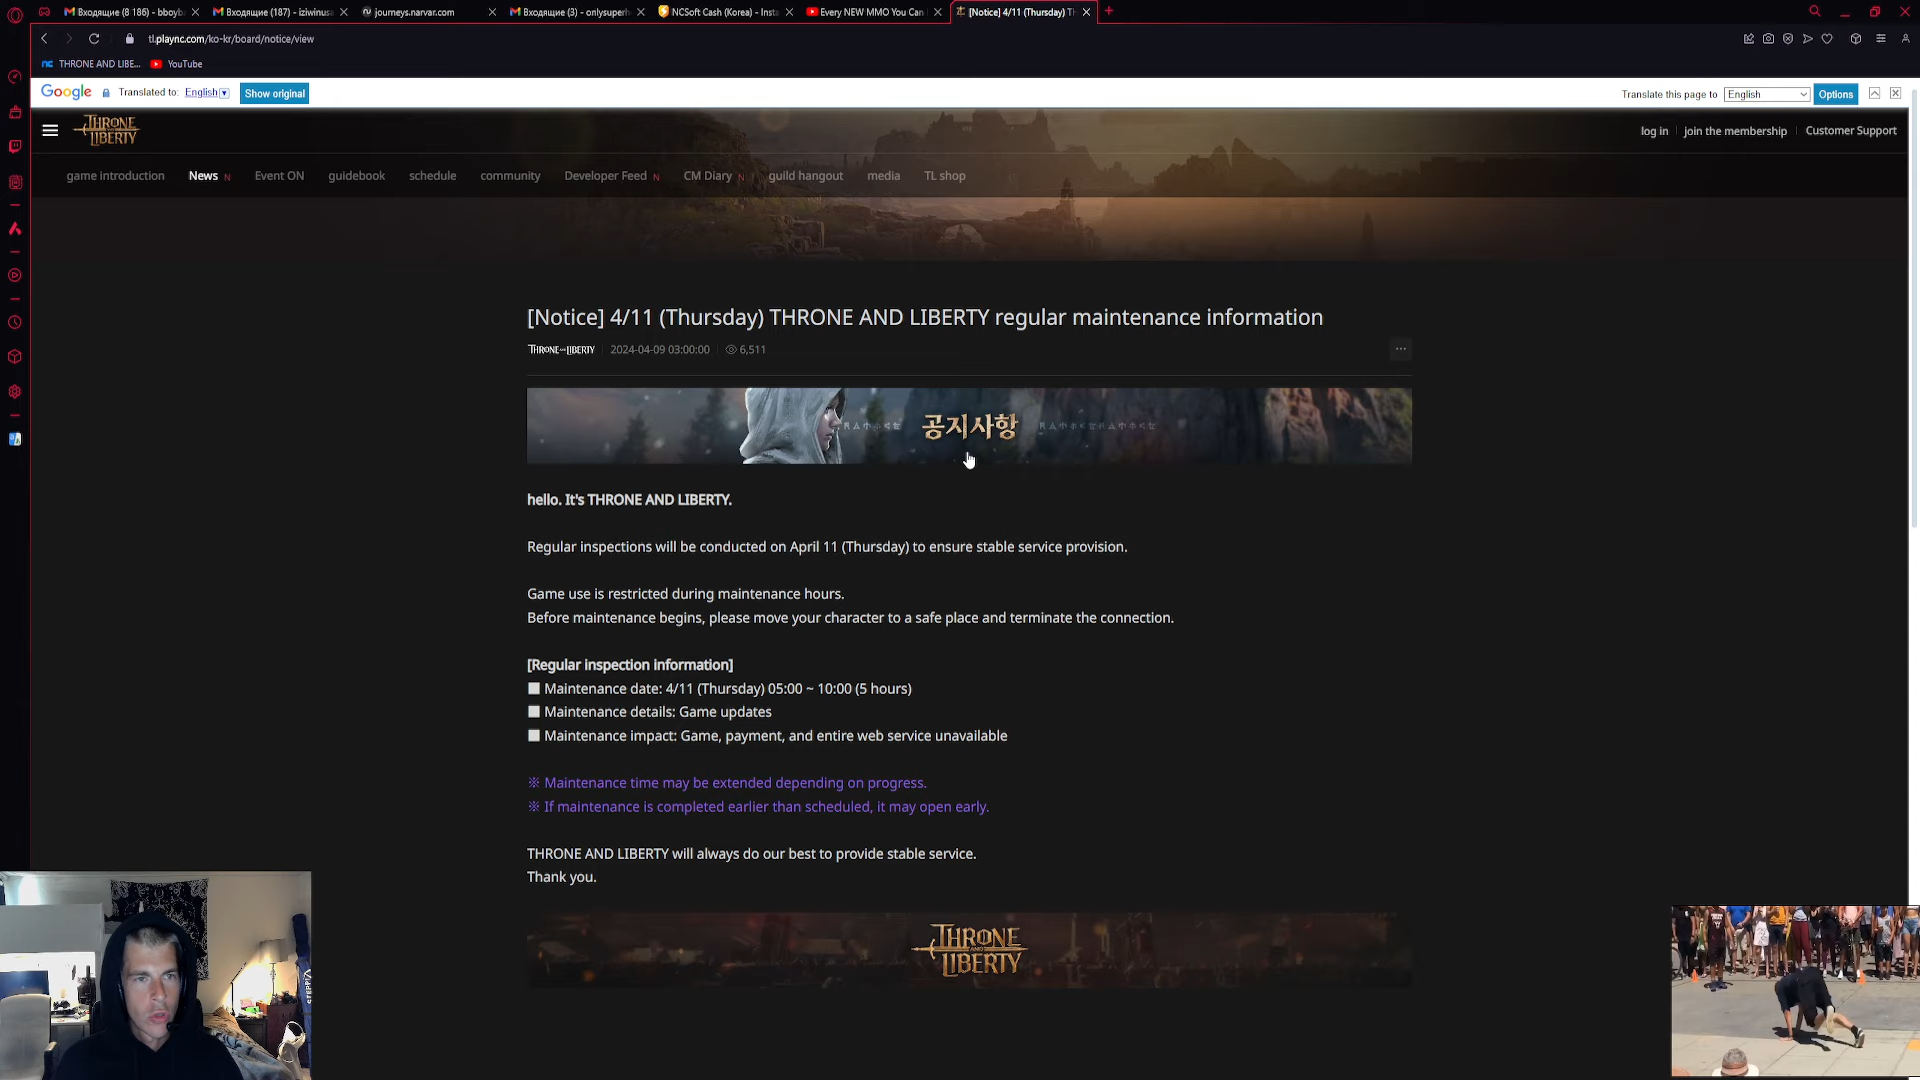 Входящие (8 186) - bboyb
Входящие (187) - iziwinus
journeys.narvar.com
Входящие (3) - onlysuperh
NCSoft Cash (Korea) - Insta
Every NEW MMO You Can
[Notice] 4/11 (Thursday) T
tl.plaync.com/ko-kr/board/notice/view
nc THRONE AND LIBE...
YouTube
Google
Translated to: English
Show original
Translate this page to
English
Options
THRONE AND LIBERTY
log in
join the membership
Customer Support
game introduction
News N
Event ON
guidebook
schedule
community
Developer Feed N
CM Diary N
guild hangout
media
TL shop
[Notice] 4/11 (Thursday) THRONE AND LIBERTY regular maintenance information
THRONE AND LIBERTY
2024-04-09 03:00:00
6,511
공지사항
hello. It's THRONE AND LIBERTY.
Regular inspections will be conducted on April 11 (Thursday) to ensure stable service provision.
Game use is restricted during maintenance hours.
Before maintenance begins, please move your character to a safe place and terminate the connection.
[Regular inspection information]
■ Maintenance date: 4/11 (Thursday) 05:00 ~ 10:00 (5 hours)
■ Maintenance details: Game updates
■ Maintenance impact: Game, payment, and entire web service unavailable
※ Maintenance time may be extended depending on progress.
※ If maintenance is completed earlier than scheduled, it may open early.
THRONE AND LIBERTY will always do our best to provide stable service.
Thank you.
THRONE AND LIBERTY